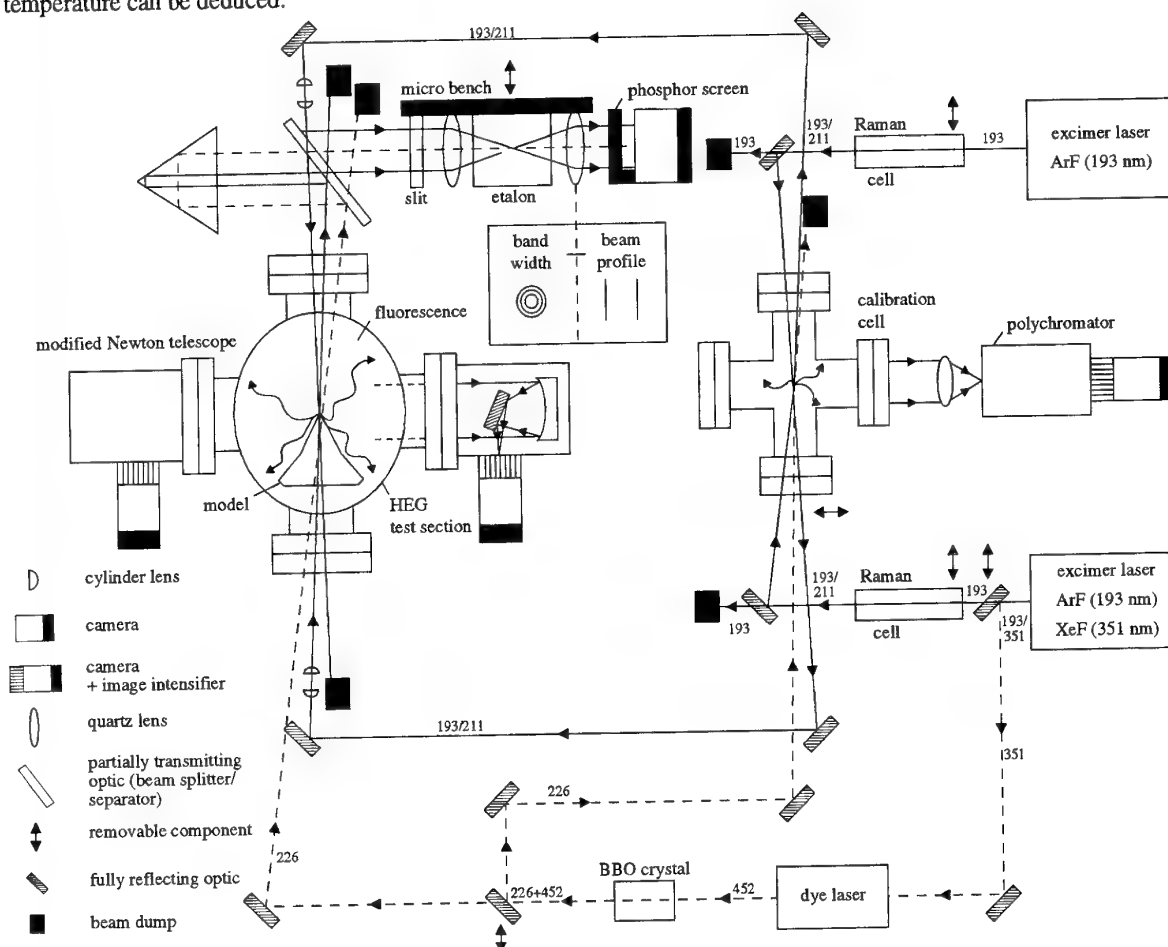 temperature can be deduced.
193/211
micro bench
phosphor screen
slit
etalon
193
193/
211
Raman
cell
193
excimer laser
ArF (193 nm)
band
width
beam
profile
fluorescence
modified Newton telescope
calibration
cell
polychromator
model
HEG
test section
cylinder lens
camera
camera
+ image intensifier
quartz lens
partially transmitting
optic (beam splitter/
separator)
removable component
fully reflecting optic
beam dump
193
193/
211
Raman
cell
193
193/
351
excimer laser
ArF (193 nm)
XeF (351 nm)
193/211
351
226
226
226+452
BBO crystal
452
dye laser